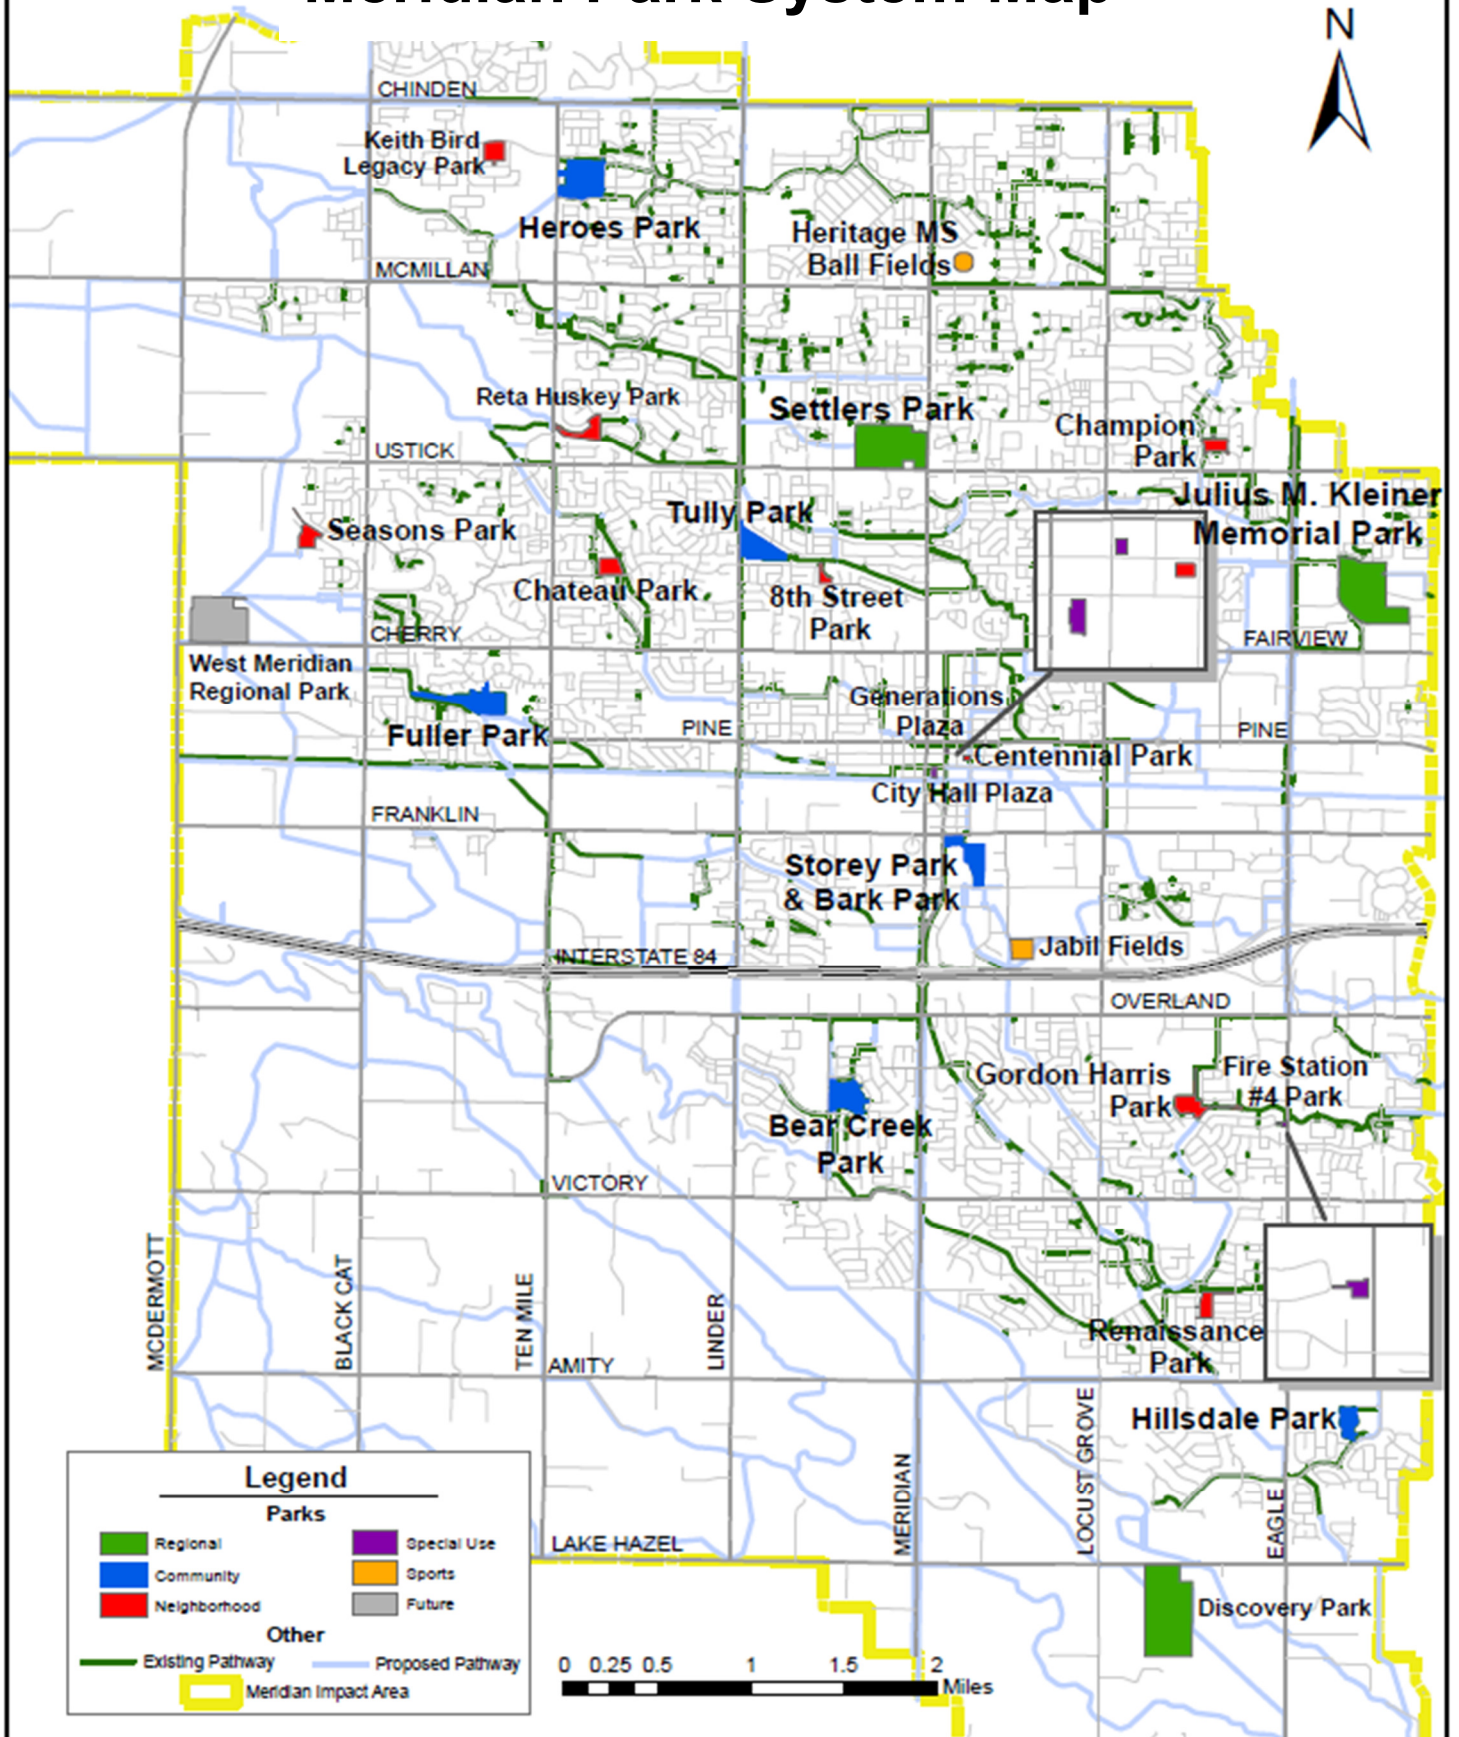 Meridian Park System Map
N
CHINDEN
Keith Bird
Legacy Park
Heroes Park
Heritage MS
Ball Fields
MCMILLAN
Reta Huskey Park
Settlers Park
Champion
Park
USTICK
Julius M. Kleiner
Memorial Park
Tully Park
Seasons Park
Chateau Park
8th Street
Park
CHERRY
FAIRVIEW
West Meridian
Regional Park
Generations
Plaza
Fuller Park
PINE
PINE
Centennial Park
City Hall Plaza
FRANKLIN
Storey Park
& Bark Park
Jabil Fields
INTERSTATE 84
OVERLAND
Gordon Harris
Park
Fire Station
#4 Park
Bear Creek
Park
VICTORY
MCDERMOTT
BLACK CAT
TEN MILE
LINDER
Renaissance
Park
AMITY
Hillsdale Park
MERIDIAN
LOCUST GROVE
EAGLE
LAKE HAZEL
Discovery Park
Legend
Parks
Regional
Special Use
Community
Sports
Neighborhood
Future
Other
Existing Pathway
Proposed Pathway
Meridian Impact Area
0 0.25 0.5 1 1.5 2
Miles